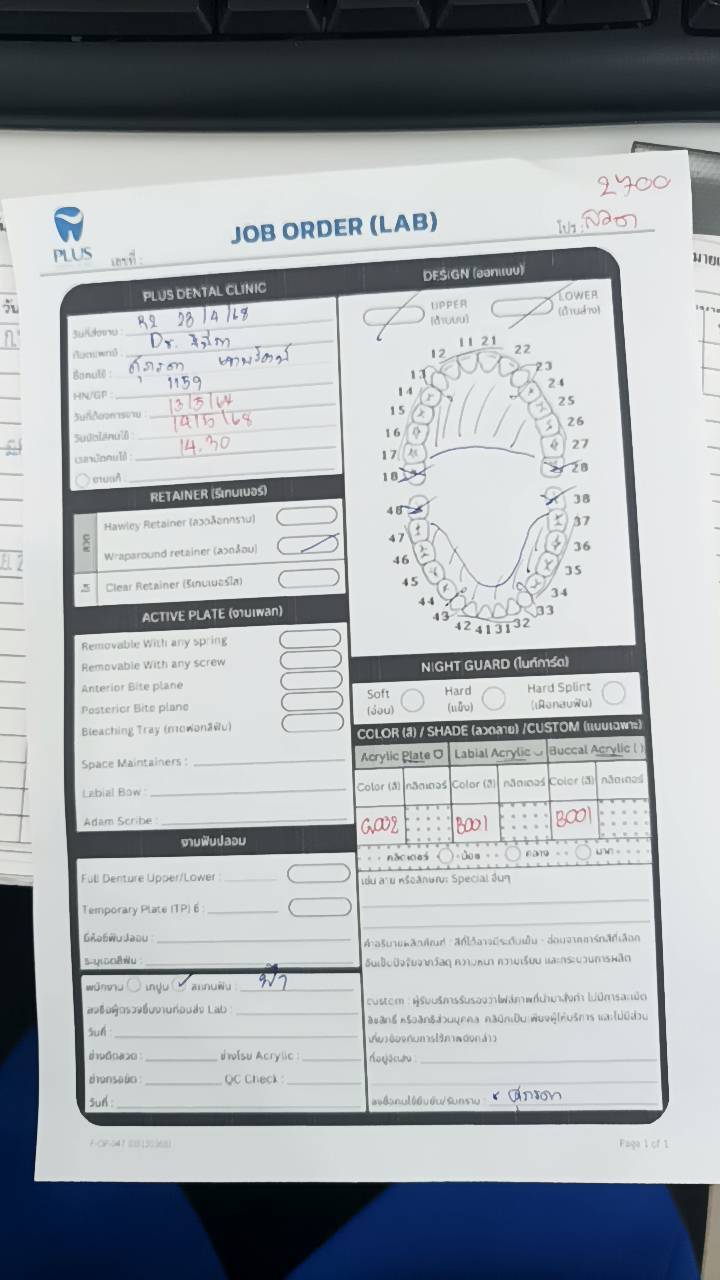 2700
PLUS
JOB ORDER (LAB)
เลขที่ :
โปร :
PLUS DENTAL CLINIC
วันที่ส่งงาน : R2 28/4/68
ทันตแพทย์ : Dr.
ชื่อคนไข้ :
HN/GP : 1159
วันที่ต้องการงาน :
วันนัดใส่คนไข้ : 14/5/68
เวลานัดคนไข้ : 14.30
งานแก้
RETAINER (รีเทนเนอร์)
ลวด
Hawley Retainer (ลวดล็อกกราม)
Wraparound retainer (ลวดล้อม)
ใส
Clear Retainer (รีเทนเนอร์ใส)
ACTIVE PLATE (งานเพลท)
Removable With any spring
Removable With any screw
Anterior Bite plane
Posterior Bite plane
Bleaching Tray (ถาดฟอกสีฟัน)
Space Maintainers :
Labial Bow :
Adam Scribe :
งานฟันปลอม
Full Denture Upper/Lower :
Temporary Plate (TP) ซี่ :
ยี่ห้อซี่ฟันปลอม :
ระบุเฉดสีฟัน :
พนักงาน เทปูน สแกนฟัน : ฟ้า
ลงชื่อผู้ตรวจชิ้นงานก่อนส่ง Lab :
วันที่ :
ช่างดัดลวด : ช่างโรย Acrylic :
ช่างกรอขัด : QC Check :
วันที่ :
DESIGN (ออกแบบ)
UPPER
(ด้านบน)
LOWER
(ด้านล่าง)
11 21
12 22
13 23
14 24
15 25
16 26
17 27
18 28
48 38
47 37
46 36
45 35
44 34
43 33
42 41 31 32
NIGHT GUARD (ไนท์การ์ด)
Soft
(อ่อน)
Hard
(แข็ง)
Hard Splint
(เฝือกสบฟัน)
COLOR (สี) / SHADE (ลวดลาย) /CUSTOM (แบบเฉพาะ)
Acrylic Plate Labial Acrylic Buccal Acrylic ( )
Color (สี) กลิตเตอร์ Color (สี) กลิตเตอร์ Color (สี) กลิตเตอร์
G002 B001 B001
กลิตเตอร์ น้อย กลาง มาก
เช่น ลาย หรือลักษณะ Special อื่นๆ
คำอธิบายผลิตภัณฑ์ : สีที่ได้อาจมีระดับเข้ม - อ่อนจากชาร์ทสีที่เลือก
อันเป็นปัจจัยจากวัสดุ ความหนา ความเรียบ และกระบวนการผลิต
custom : ผู้รับบริการรับรองว่าไฟล์ภาพที่นำมาสั่งทำ ไม่มีการละเมิด
ลิขสิทธิ์ หรือสิทธิส่วนบุคคล คลินิกเป็นเพียงผู้ให้บริการ และไม่มีส่วน
เกี่ยวข้องกับการใช้ภาพดังกล่าว
ที่อยู่จัดส่ง :
ลงชื่อคนไข้ยืนยัน/รับทราบ :
Page 1 of 1